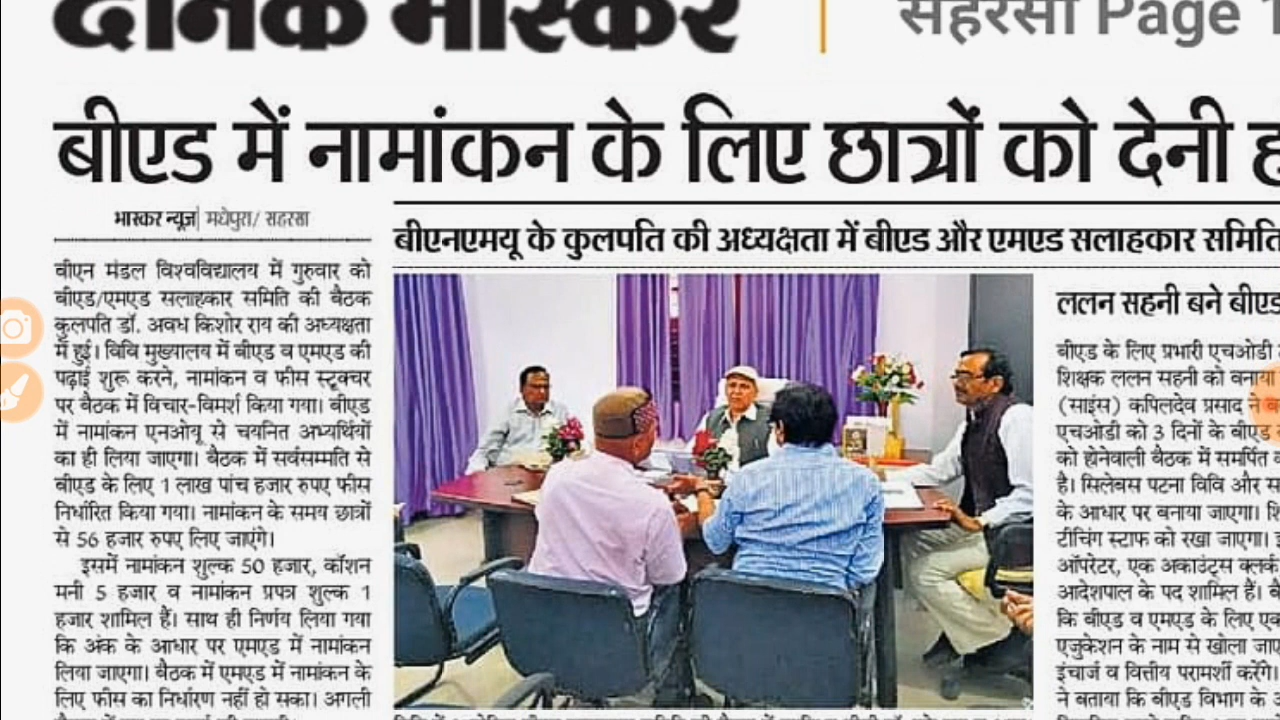 दैनिक भास्कर
सहरसा Page 1
बीएड में नामांकन के लिए छात्रों को देनी
भास्कर न्यूज| मधेपुरा/ सहरसा
बीएनएमयू के कुलपति की अध्यक्षता में बीएड और एमएड सलाहकार समिति
बीएन मंडल विश्वविद्यालय में गुरुवार को
बीएड/एमएड सलाहकार समिति की बैठक
कुलपति डॉ. अवध किशोर राय की अध्यक्षता
में हुई। विवि मुख्यालय में बीएड व एमएड की
पढ़ाई शुरू करने, नामांकन व फीस स्ट्रक्चर
पर बैठक में विचार-विमर्श किया गया। बीएड
में नामांकन एनओयू से चयनित अभ्यर्थियों
का ही लिया जाएगा। बैठक में सर्वसम्मति से
बीएड के लिए 1 लाख पांच हजार रुपए फीस
निर्धारित किया गया। नामांकन के समय छात्रों
से 56 हजार रुपए लिए जाएंगे।
इसमें नामांकन शुल्क 50 हजार, कॉशन
मनी 5 हजार व नामांकन प्रपत्र शुल्क 1
हजार शामिल हैं। साथ ही निर्णय लिया गया
कि अंक के आधार पर एमएड में नामांकन
लिया जाएगा। बैठक में एमएड में नामांकन के
लिए फीस का निर्धारण नहीं हो सका। अगली
ललन सहनी बने बीएड
बीएड के लिए प्रभारी एचओडी
शिक्षक ललन सहनी को बनाया
(साइंस) कपिलदेव प्रसाद ने
एचओडी को 3 दिनों के बीएड
को होनेवाली बैठक में समर्पित
है। सिलेबस पटना विवि और
के आधार पर बनाया जाएगा।
टीचिंग स्टाफ को रखा जाएगा।
ऑपरेटर, एक अकाउंट्स क्लर्क
आदेशपाल के पद शामिल हैं।
कि बीएड व एमएड के लिए
एजुकेशन के नाम से खोला
इंचार्ज व वित्तीय परामर्शी करेंगे।
ने बताया कि बीएड विभाग के